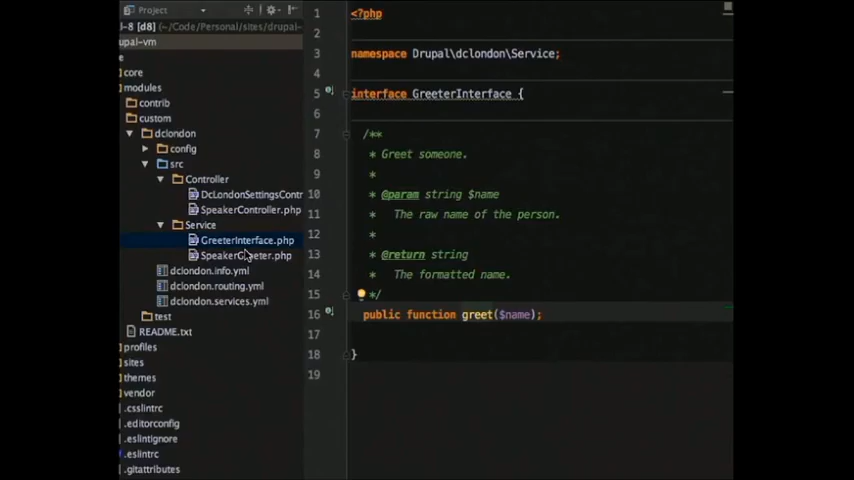 Project
-8 [d8] (~/Code/Personal/sites/drupal-
upal-vm
e
core
modules
contrib
custom
dclondon
config
src
Controller
DcLondonSettingsContr
SpeakerController.php
Service
GreeterInterface.php
SpeakerGreeter.php
dclondon.info.yml
dclondon.routing.yml
dclondon.services.yml
test
README.txt
profiles
sites
themes
vendor
.csslintrc
.editorconfig
.eslintignore
.eslintrc
.gitattributes
1 <?php
2
3 namespace Drupal\dclondon\Service;
4
5 interface GreeterInterface {
6
7 /**
8 * Greet someone.
9 *
10 * @param string $name
11 * The raw name of the person.
12 *
13 * @return string
14 * The formatted name.
15 */
16 public function greet($name);
17
18 }
19